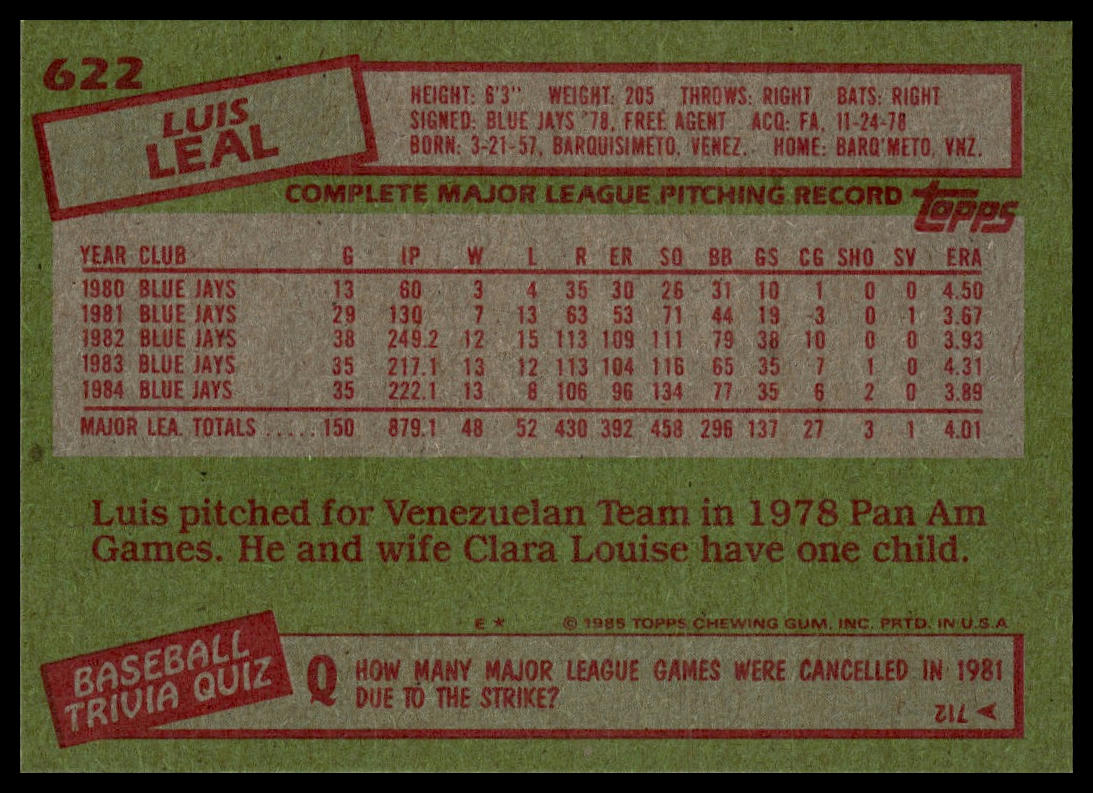 622
LUIS
LEAL
HEIGHT: 6'3" WEIGHT: 205 THROWS: RIGHT BATS: RIGHT
SIGNED: BLUE JAYS '78, FREE AGENT ACQ: FA, 11-24-78
BORN: 3-21-57, BARQUISIMETO, VENEZ. HOME: BARQ'METO, VNZ.
COMPLETE MAJOR LEAGUE PITCHING RECORD
topps
YEAR CLUB G IP W L R ER SO BB GS CG SHO SV ERA
1980 BLUE JAYS 13 60 3 4 35 30 26 31 10 1 0 0 4.50
1981 BLUE JAYS 29 130 7 13 63 53 71 44 19 3 0 1 3.67
1982 BLUE JAYS 38 249.2 12 15 113 109 111 79 38 10 0 0 3.93
1983 BLUE JAYS 35 217.1 13 12 113 104 116 65 35 7 1 0 4.31
1984 BLUE JAYS 35 222.1 13 8 106 96 134 77 35 6 2 0 3.89
MAJOR LEA. TOTALS ..... 150 879.1 48 52 430 392 458 296 137 27 3 1 4.01
Luis pitched for Venezuelan Team in 1978 Pan Am
Games. He and wife Clara Louise have one child.
E * © 1985 TOPPS CHEWING GUM, INC. PRTD. IN U.S.A
BASEBALL
TRIVIA QUIZ
Q HOW MANY MAJOR LEAGUE GAMES WERE CANCELLED IN 1981
DUE TO THE STRIKE?
712